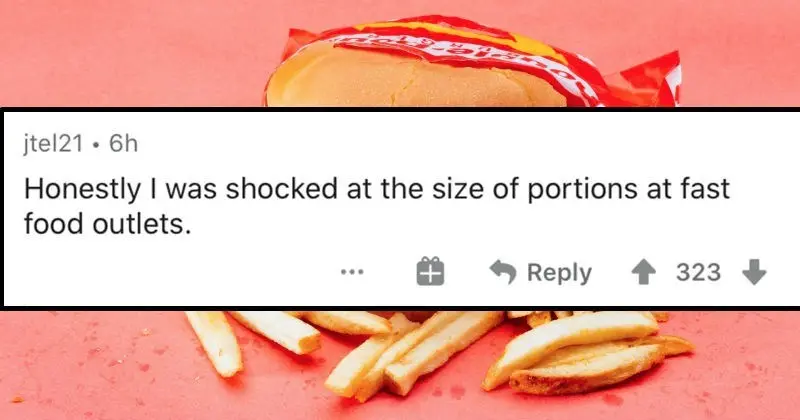 jtel21 • 6h
Honestly I was shocked at the size of portions at fast
food outlets.
... Reply 323